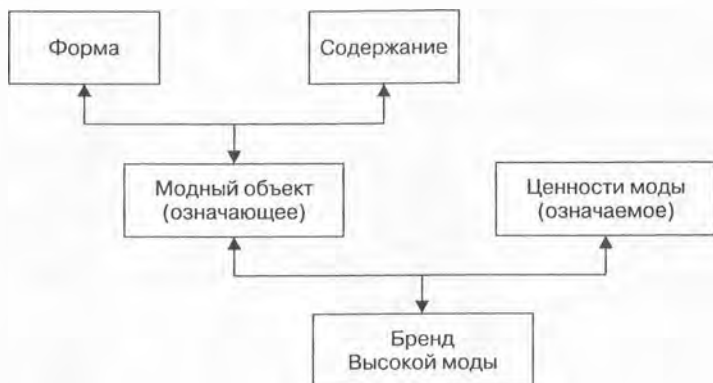 Форма
Содержание
Модный объект
(означающее)
Ценности моды
(означаемое)
Бренд
Высокой моды